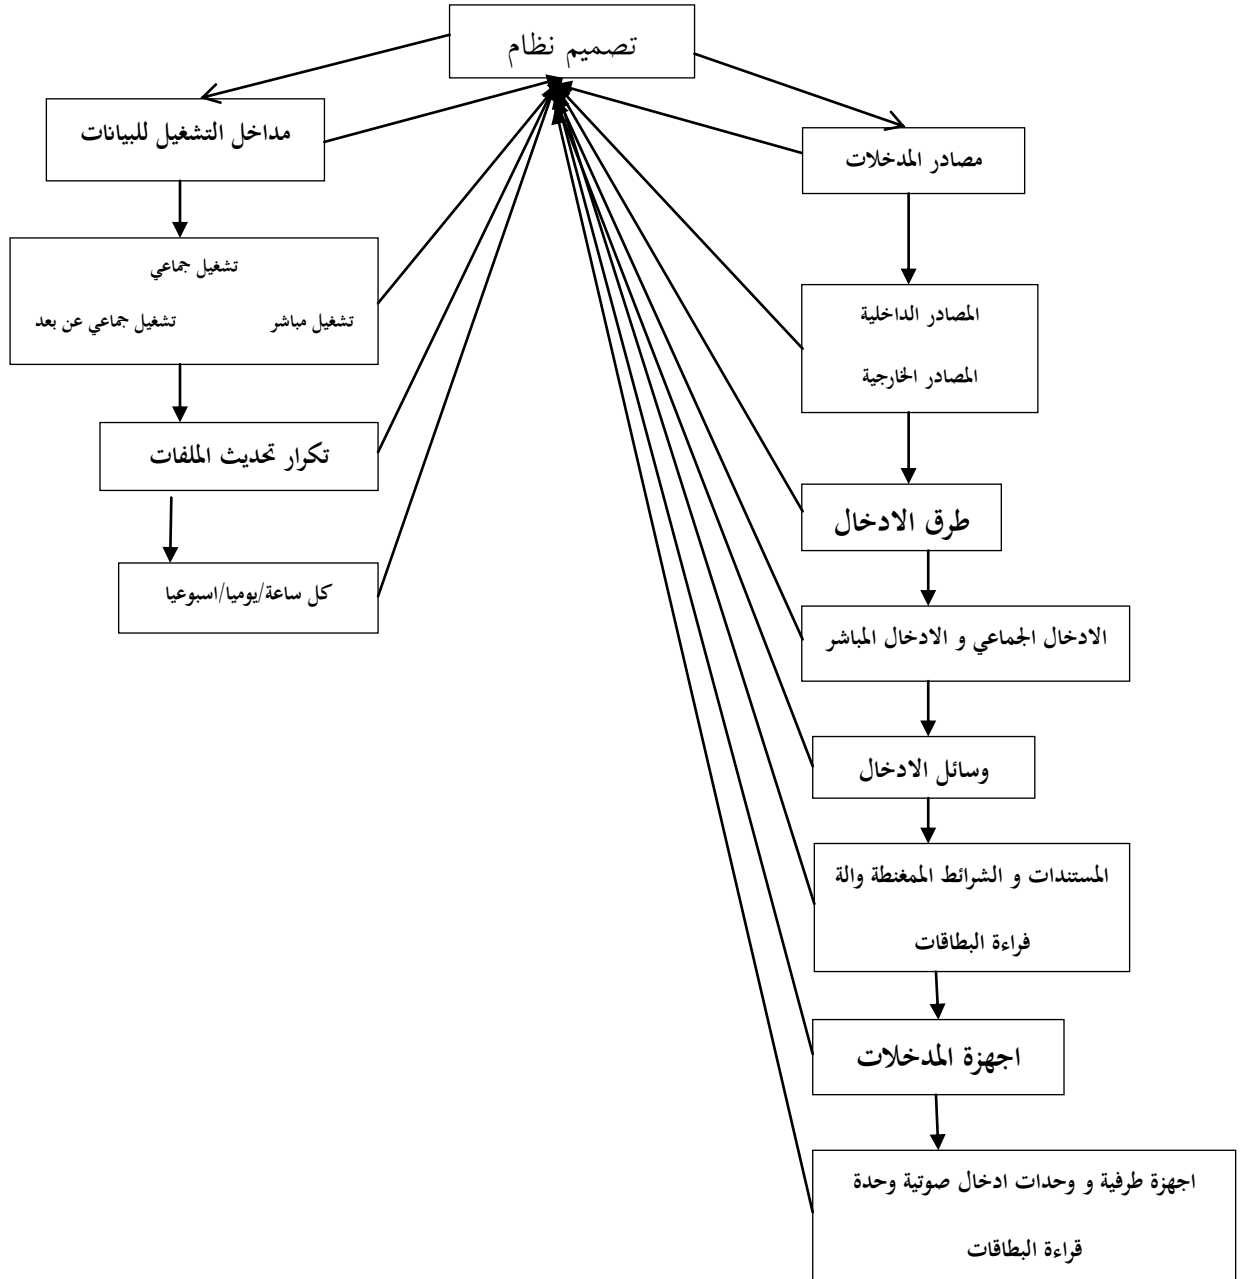 تصميم نظام
مصادر المدخلات
المصادر الداخلية
المصادر الخارجية
طرق الادخال
الادخال الجماعي و الادخال المباشر
وسائل الادخال
المستندات و الشرائط الممغنطة والة
فراءة البطاقات
اجهزة المدخلات
اجهزة طرفية و وحدات ادخال صوتية وحدة
قراءة البطاقات
مداخل التشغيل للبيانات
تشغيل جماعي
تشغيل مباشر تشغيل جماعي عن بعد
تكرار تحديث الملفات
كل ساعة/يوميا/اسبوعيا